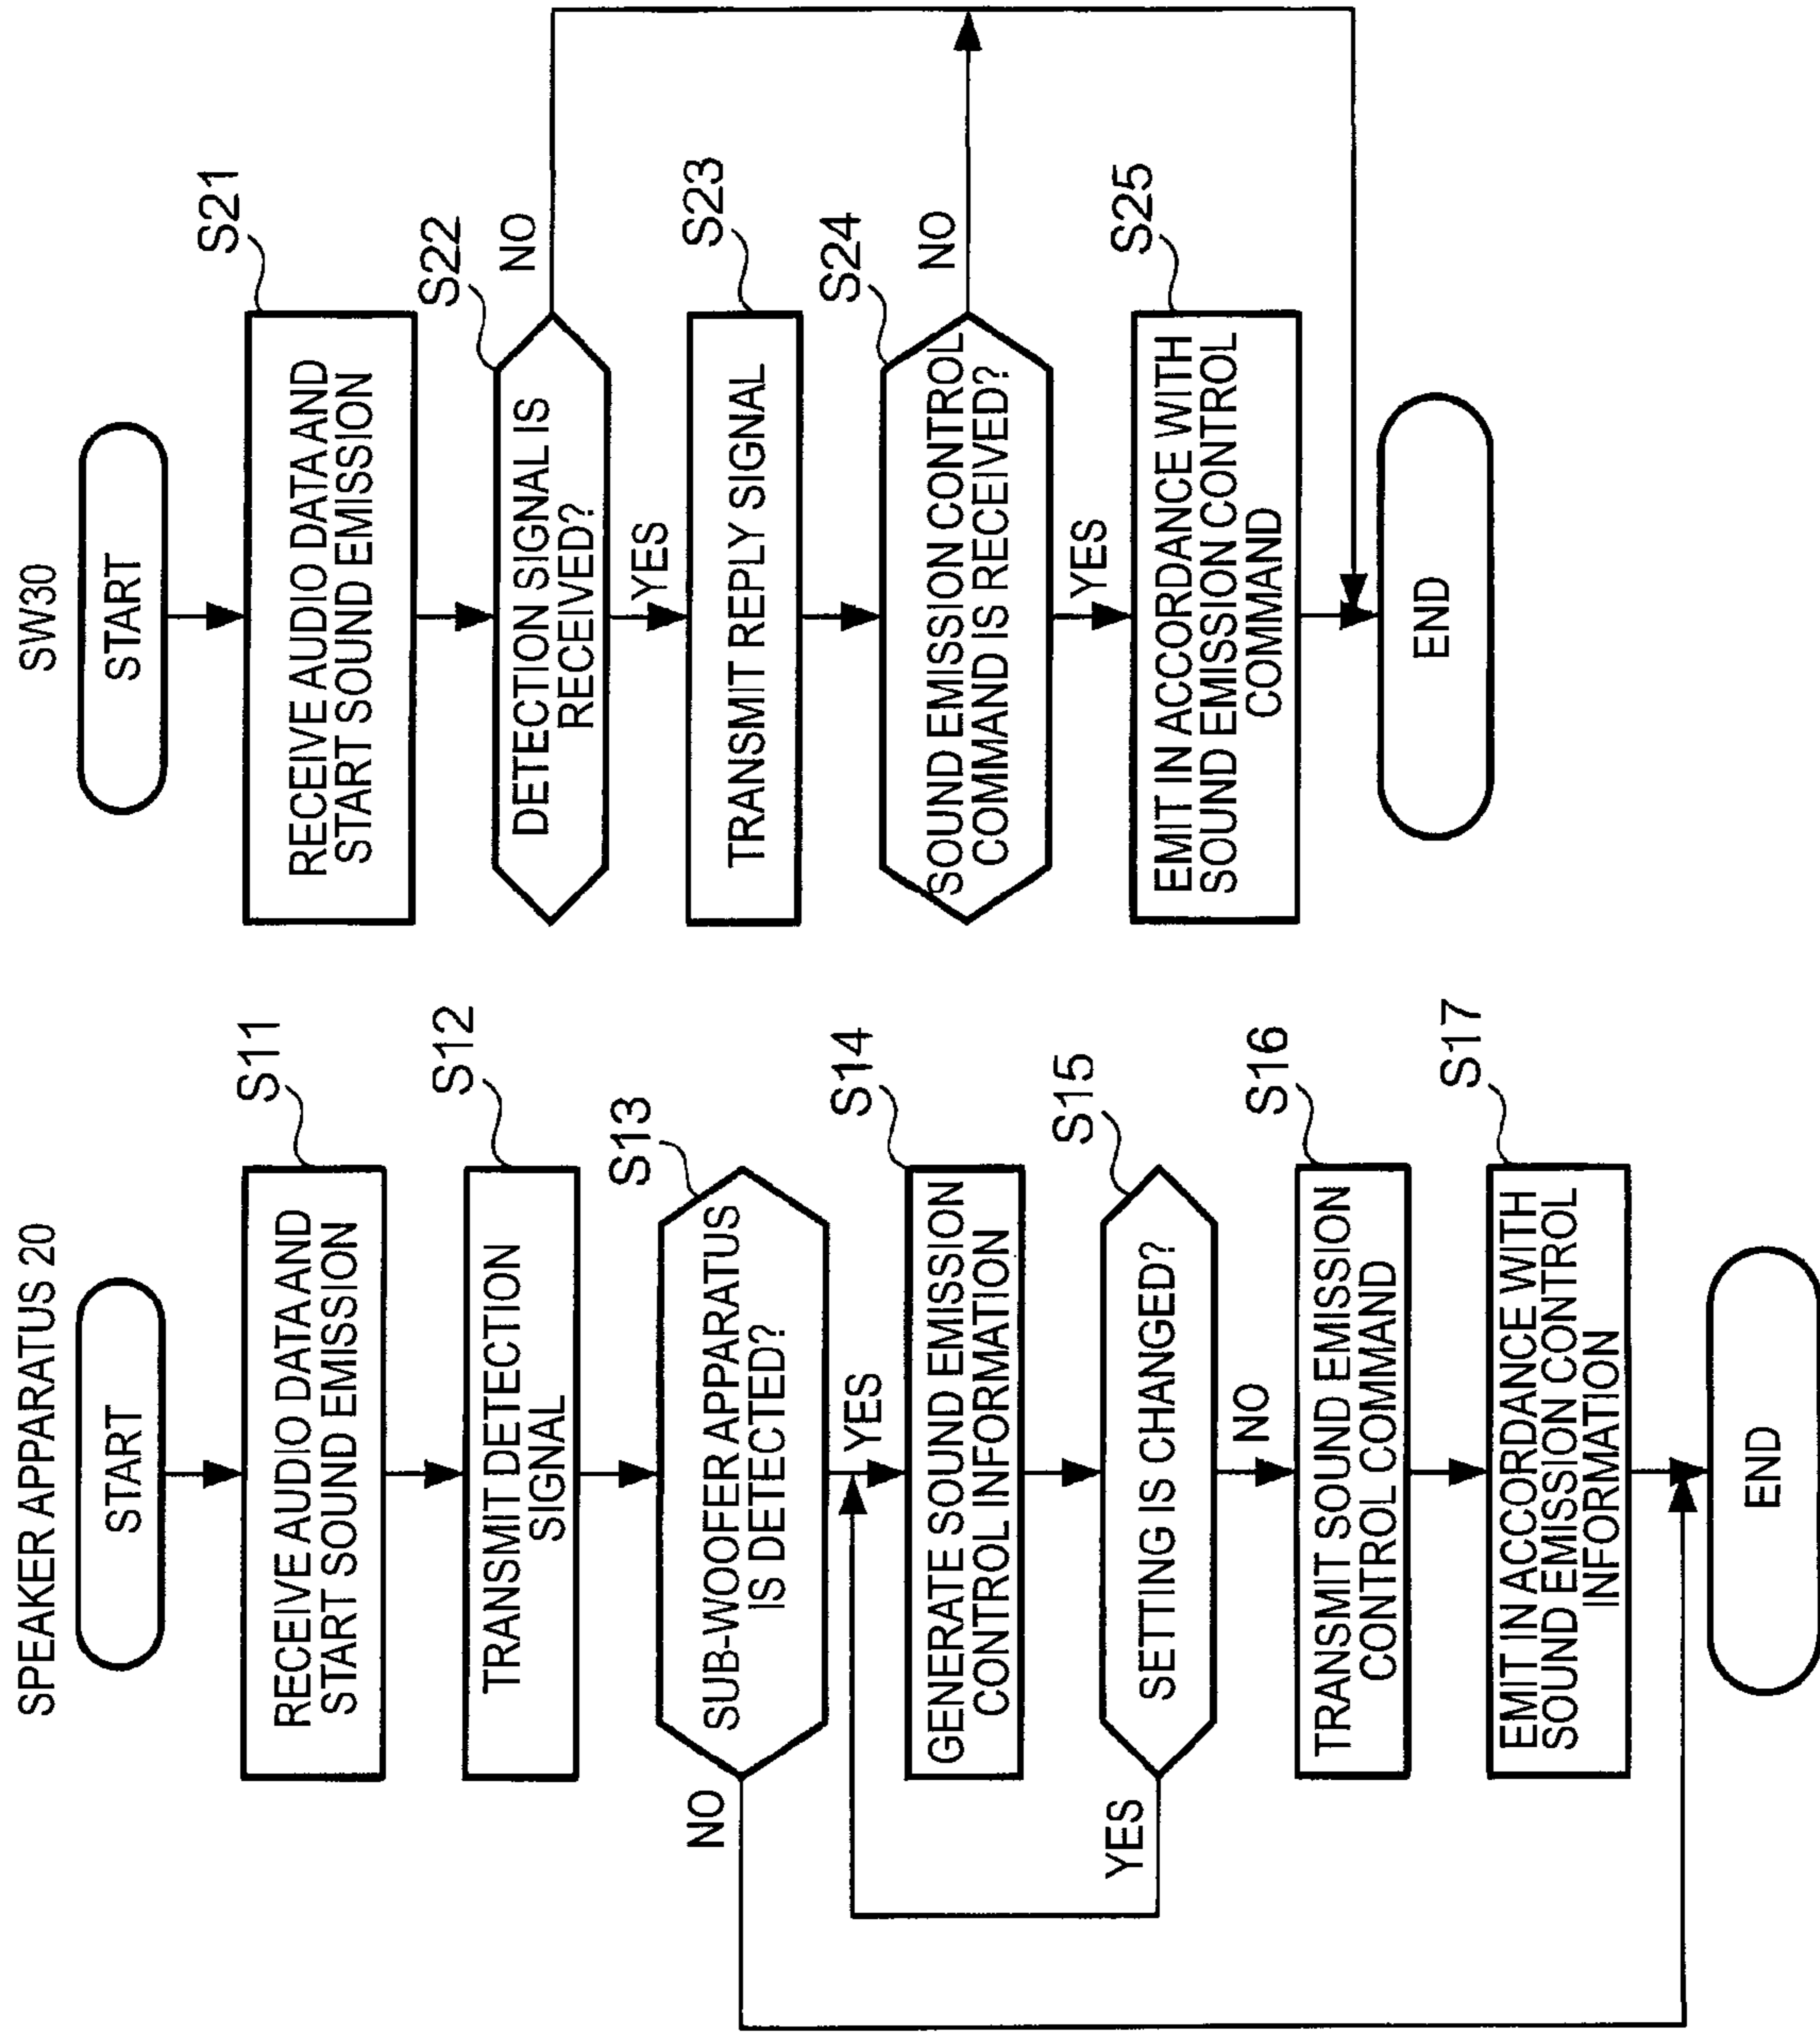 SPEAKER APPARATUS 20
START
S11
RECEIVE AUDIO DATA AND
START SOUND EMISSION
S12
TRANSMIT DETECTION
SIGNAL
S13
SUB-WOOFER APPARATUS
IS DETECTED?
NO
YES
S14
GENERATE SOUND EMISSION
CONTROL INFORMATION
S15
SETTING IS CHANGED?
YES
NO
S16
TRANSMIT SOUND EMISSION
CONTROL COMMAND
S17
EMIT IN ACCORDANCE WITH
SOUND EMISSION CONTROL
INFORMATION
END
SW30
START
S21
RECEIVE AUDIO DATA AND
START SOUND EMISSION
S22
DETECTION SIGNAL IS
RECEIVED?
NO
YES
S23
TRANSMIT REPLY SIGNAL
S24
SOUND EMISSION CONTROL
COMMAND IS RECEIVED?
NO
YES
S25
EMIT IN ACCORDANCE WITH
SOUND EMISSION CONTROL
COMMAND
END